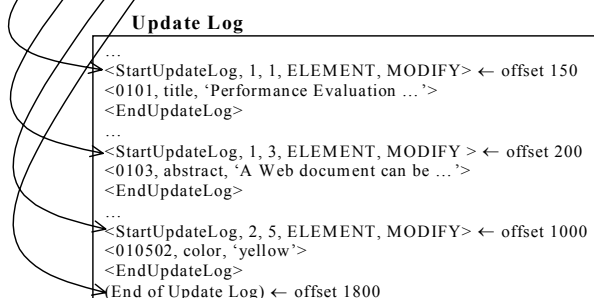 Update Log
…
<StartUpdateLog, 1, 1, ELEMENT, MODIFY> ← offset 150
<0101, title, ‘Performance Evaluation …’>
<EndUpdateLog>
…
<StartUpdateLog, 1, 3, ELEMENT, MODIFY > ← offset 200
<0103, abstract, ‘A Web document can be …’>
<EndUpdateLog>
…
<StartUpdateLog, 2, 5, ELEMENT, MODIFY> ← offset 1000
<010502, color, ‘yellow’>
<EndUpdateLog>
(End of Update Log) ← offset 1800